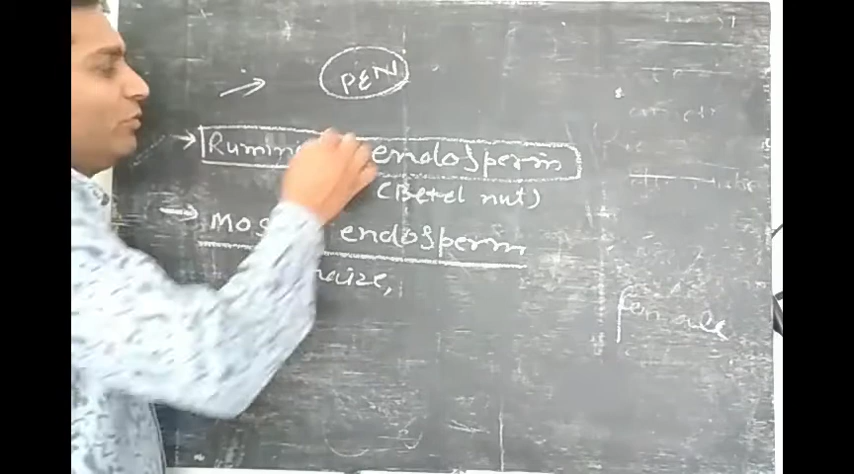 → PEN
→ Rumin endosperm
(Betel nut)
→ Mos endosperm
maize,
female